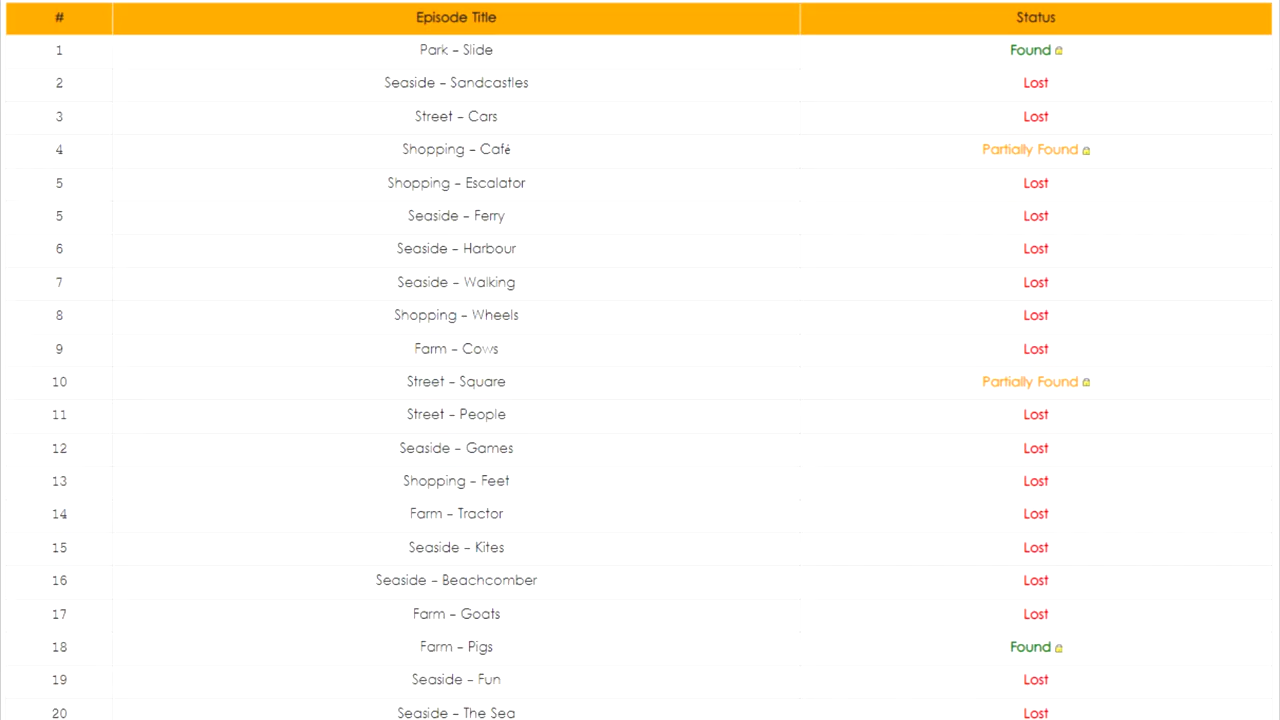 # Episode Title Status
1 Park - Slide Found
2 Seaside - Sandcastles Lost
3 Street - Cars Lost
4 Shopping - Café Partially Found
5 Shopping - Escalator Lost
5 Seaside - Ferry Lost
6 Seaside - Harbour Lost
7 Seaside - Walking Lost
8 Shopping - Wheels Lost
9 Farm - Cows Lost
10 Street - Square Partially Found
11 Street - People Lost
12 Seaside - Games Lost
13 Shopping - Feet Lost
14 Farm - Tractor Lost
15 Seaside - Kites Lost
16 Seaside - Beachcomber Lost
17 Farm - Goats Lost
18 Farm - Pigs Found
19 Seaside - Fun Lost
20 Seaside - The Sea Lost